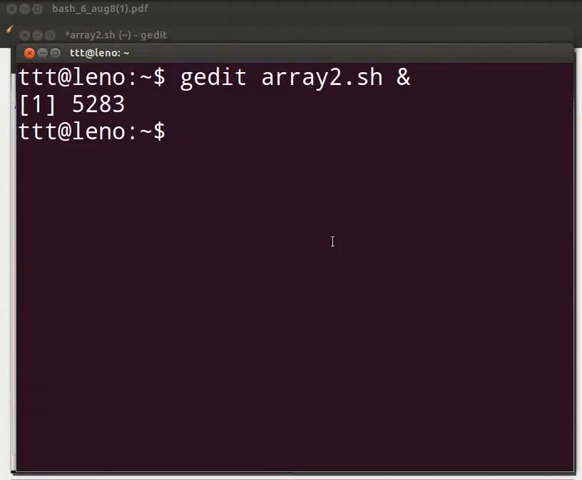 bash_6_aug8(1).pdf
*array2.sh (~) - gedit
ttt@leno: ~
ttt@leno:~$ gedit array2.sh &
[1] 5283
ttt@leno:~$